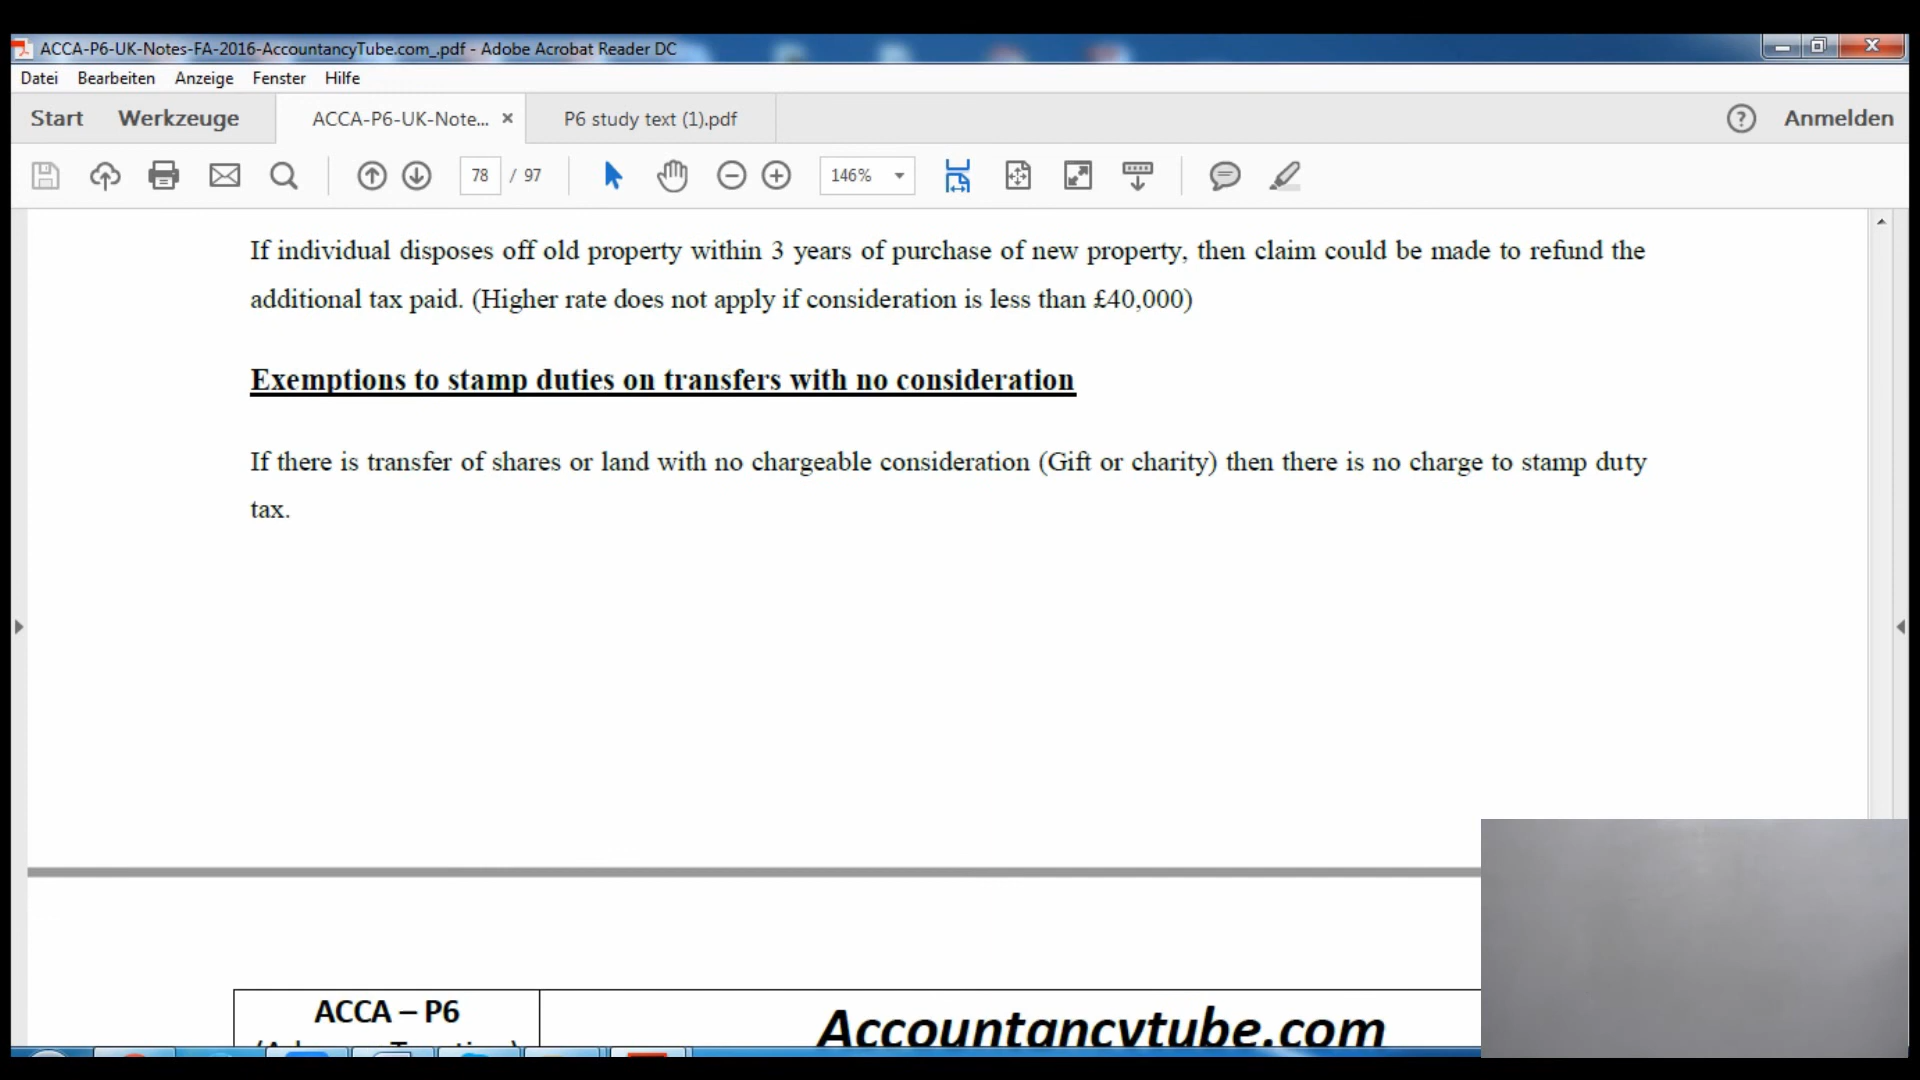 ACCA-P6-UK-Notes-FA-2016-AccountancyTube.com_.pdf - Adobe Acrobat Reader DC
Datei Bearbeiten Anzeige Fenster Hilfe
Start Werkzeuge ACCA-P6-UK-Note... × P6 study text (1).pdf ? Anmelden
78 / 97 146%
If individual disposes off old property within 3 years of purchase of new property, then claim could be made to refund the
additional tax paid. (Higher rate does not apply if consideration is less than £40,000)
Exemptions to stamp duties on transfers with no consideration
If there is transfer of shares or land with no chargeable consideration (Gift or charity) then there is no charge to stamp duty
tax.
ACCA – P6
Accountancytube.com